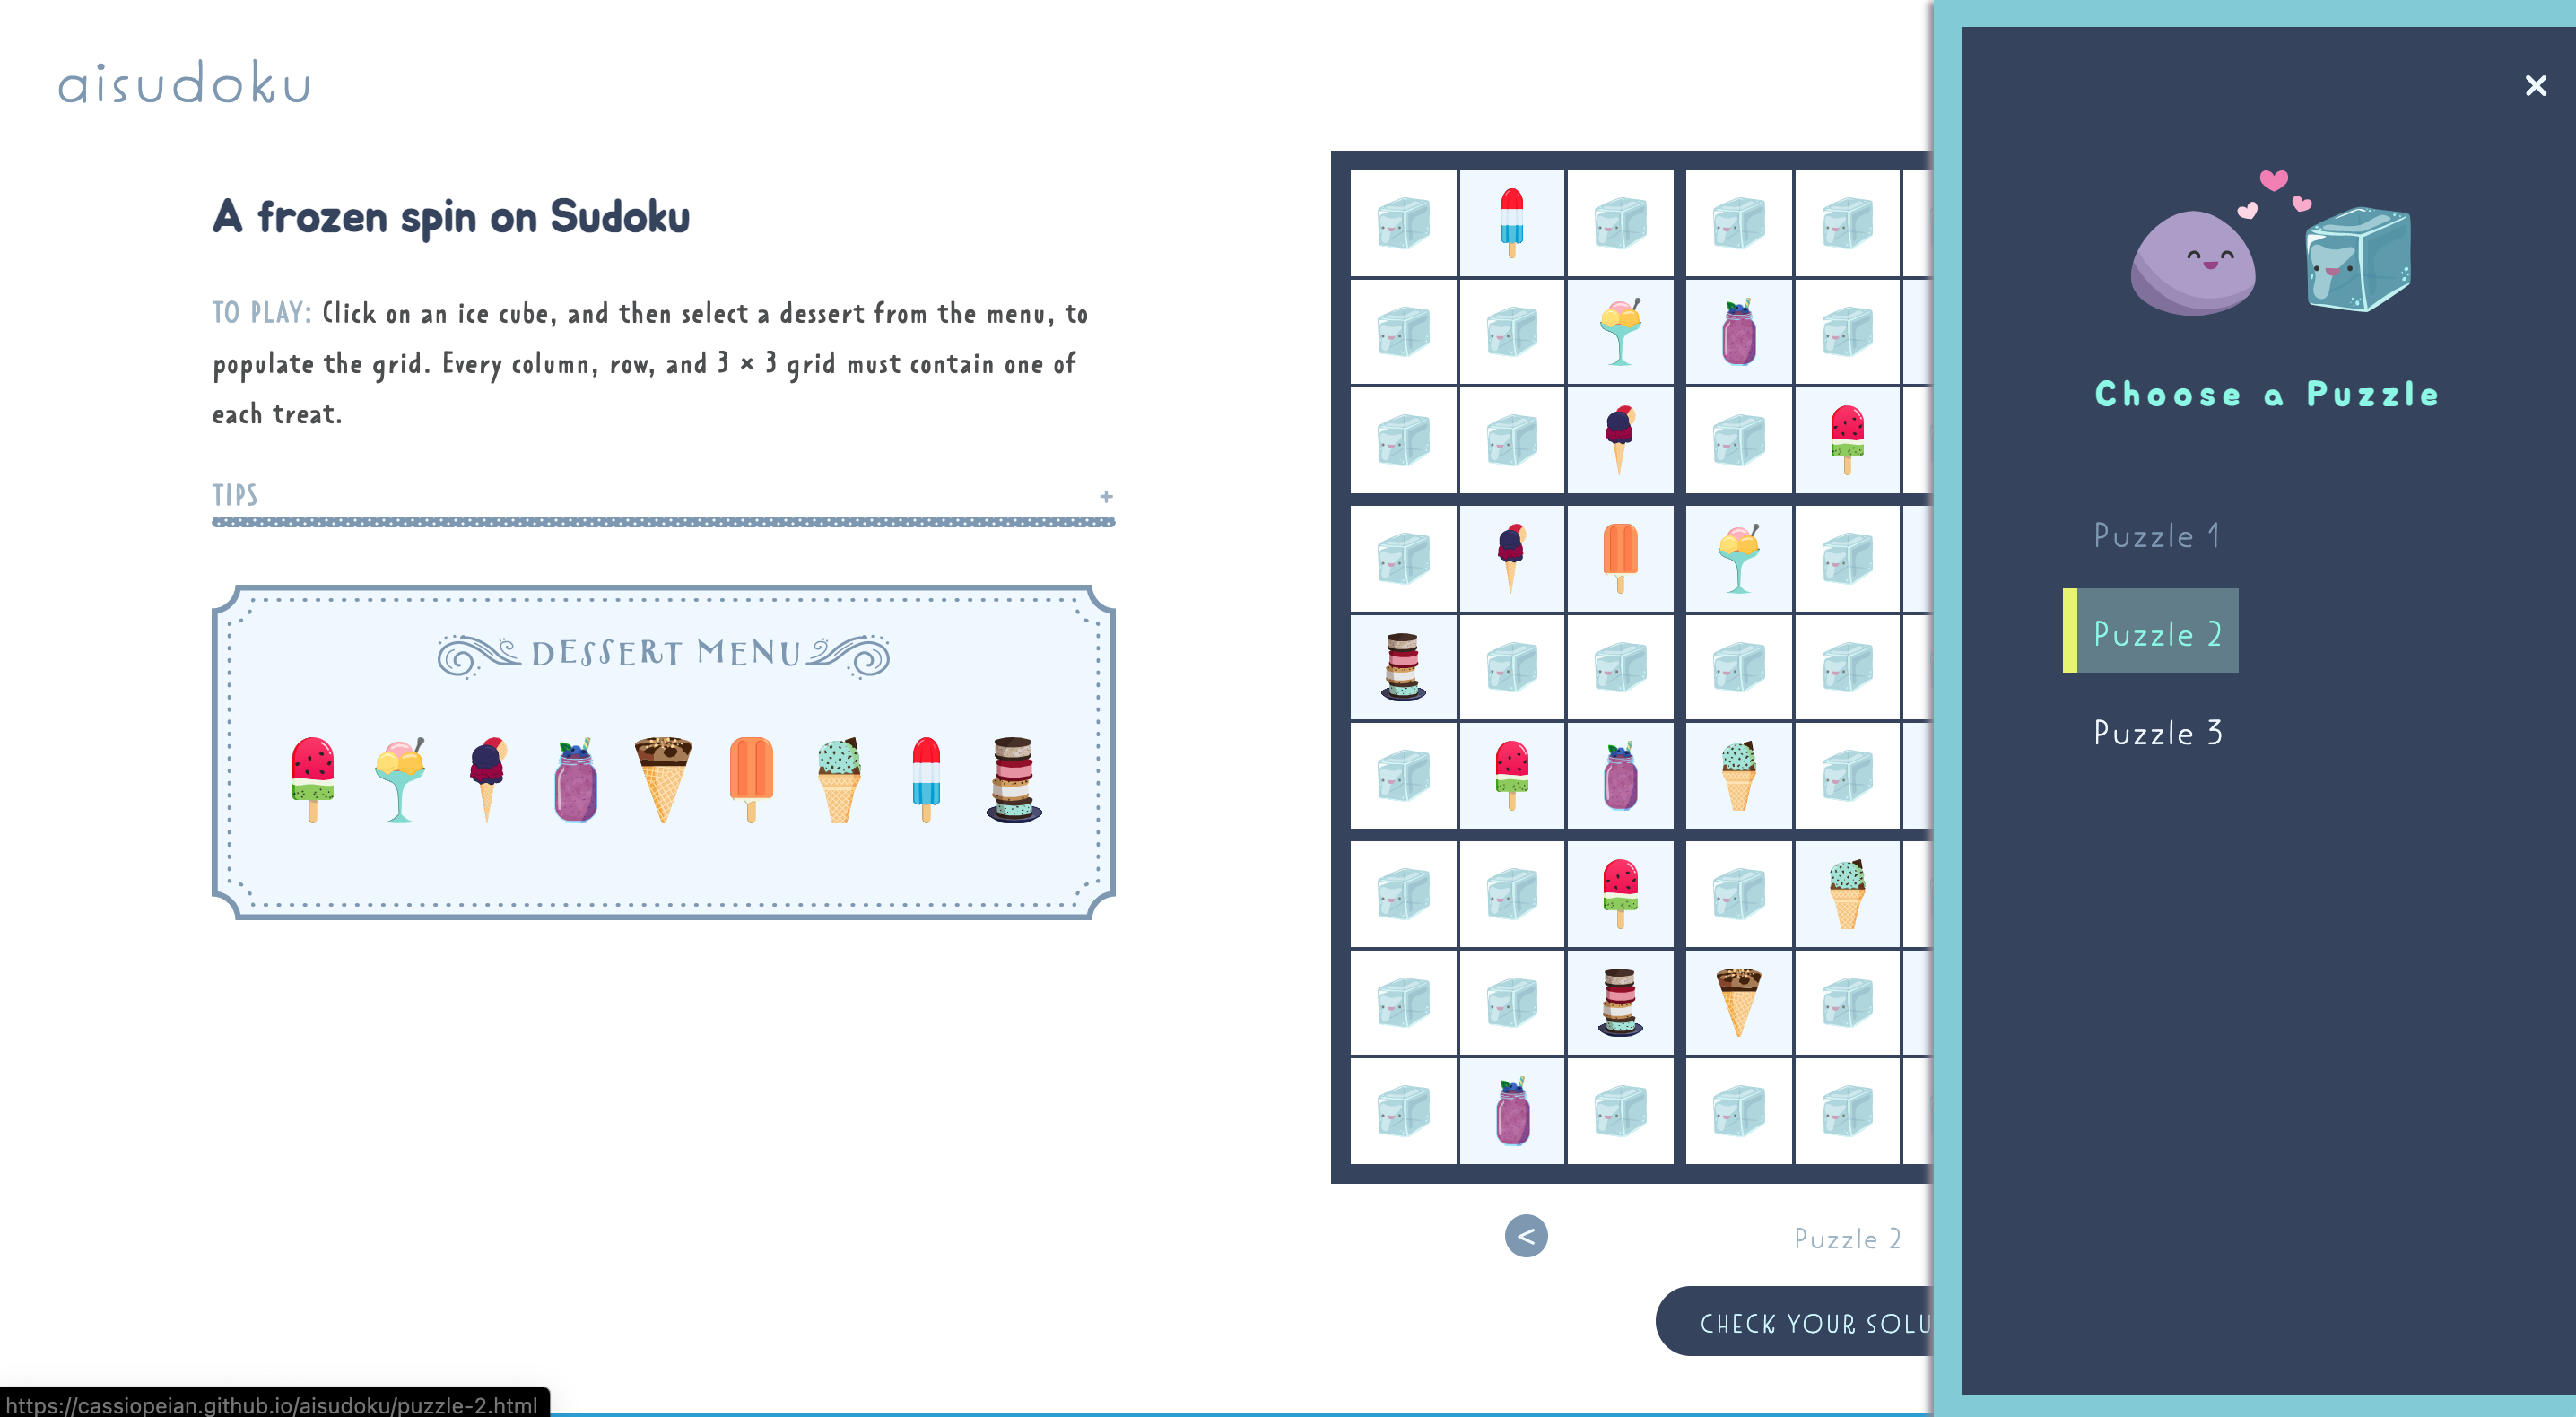 aisudoku
A frozen spin on Sudoku
TO PLAY: Click on an ice cube, and then select a dessert from the menu, to
populate the grid. Every column, row, and 3 × 3 grid must contain one of
each treat.
TIPS +
DESSERT MENU
<
Puzzle 2
CHECK YOUR SOLU
https://cassiopeian.github.io/aisudoku/puzzle-2.html
×
Choose a Puzzle
Puzzle 1
Puzzle 2
Puzzle 3